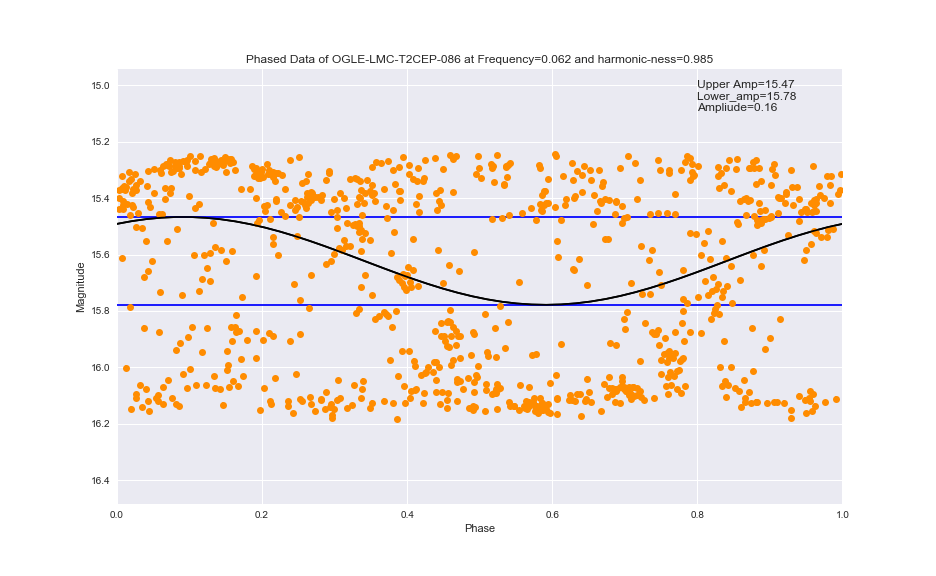 Phased Data of OGLE-LMC-T2CEP-086 at Frequency=0.062 and harmonic-ness=0.985
Upper Amp=15.47
Lower_amp=15.78
Ampliude=0.16
Magnitude
15.0
15.2
15.4
15.6
15.8
16.0
16.2
16.4
0.0 0.2 0.4 0.6 0.8 1.0
Phase